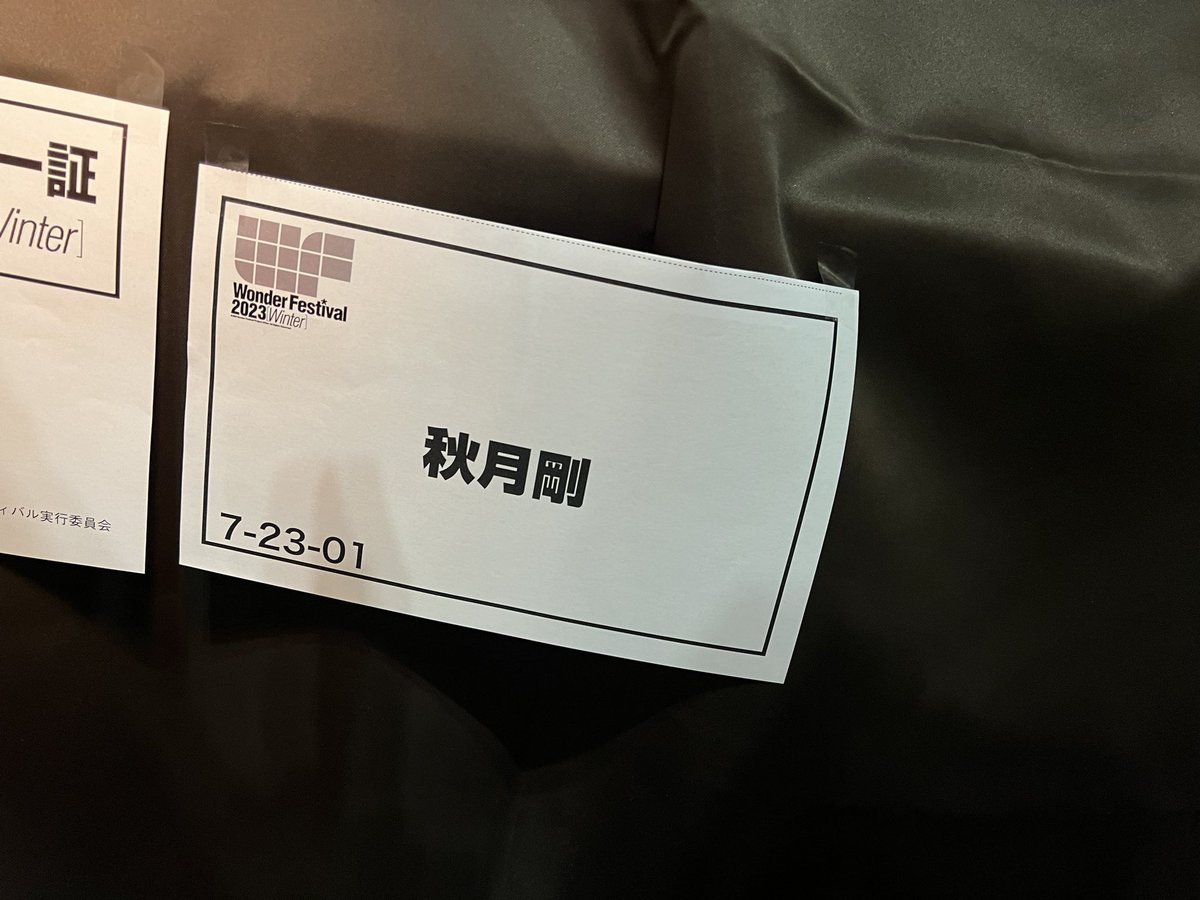 ー証
Winter]
ィバル実行委員会
Wonder Festival
2023[Winter]
秋月剛
7-23-01